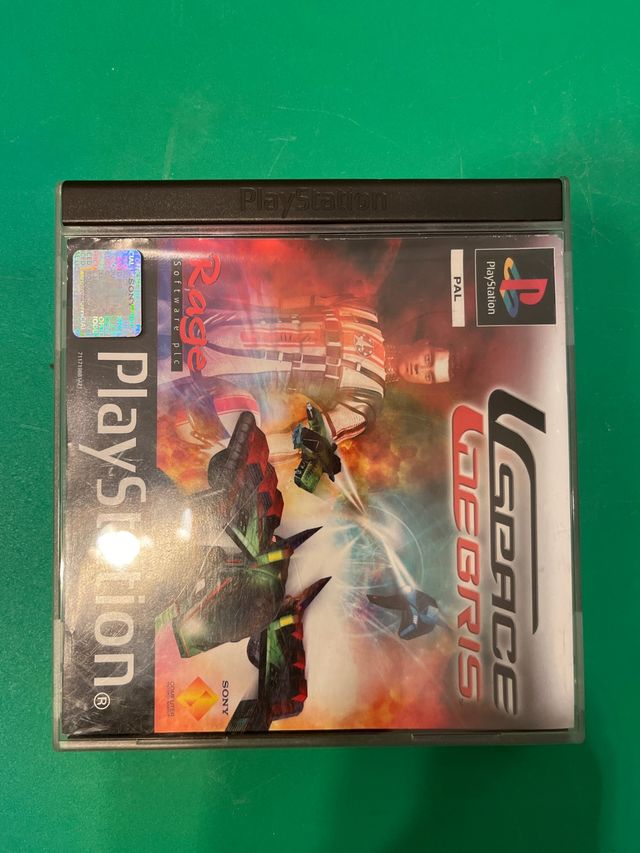 PlayStation
PlayStation
PAL
SPACE
DEBRIS
Rage
Software plc
SONY
COMPUTER
PlayStation®